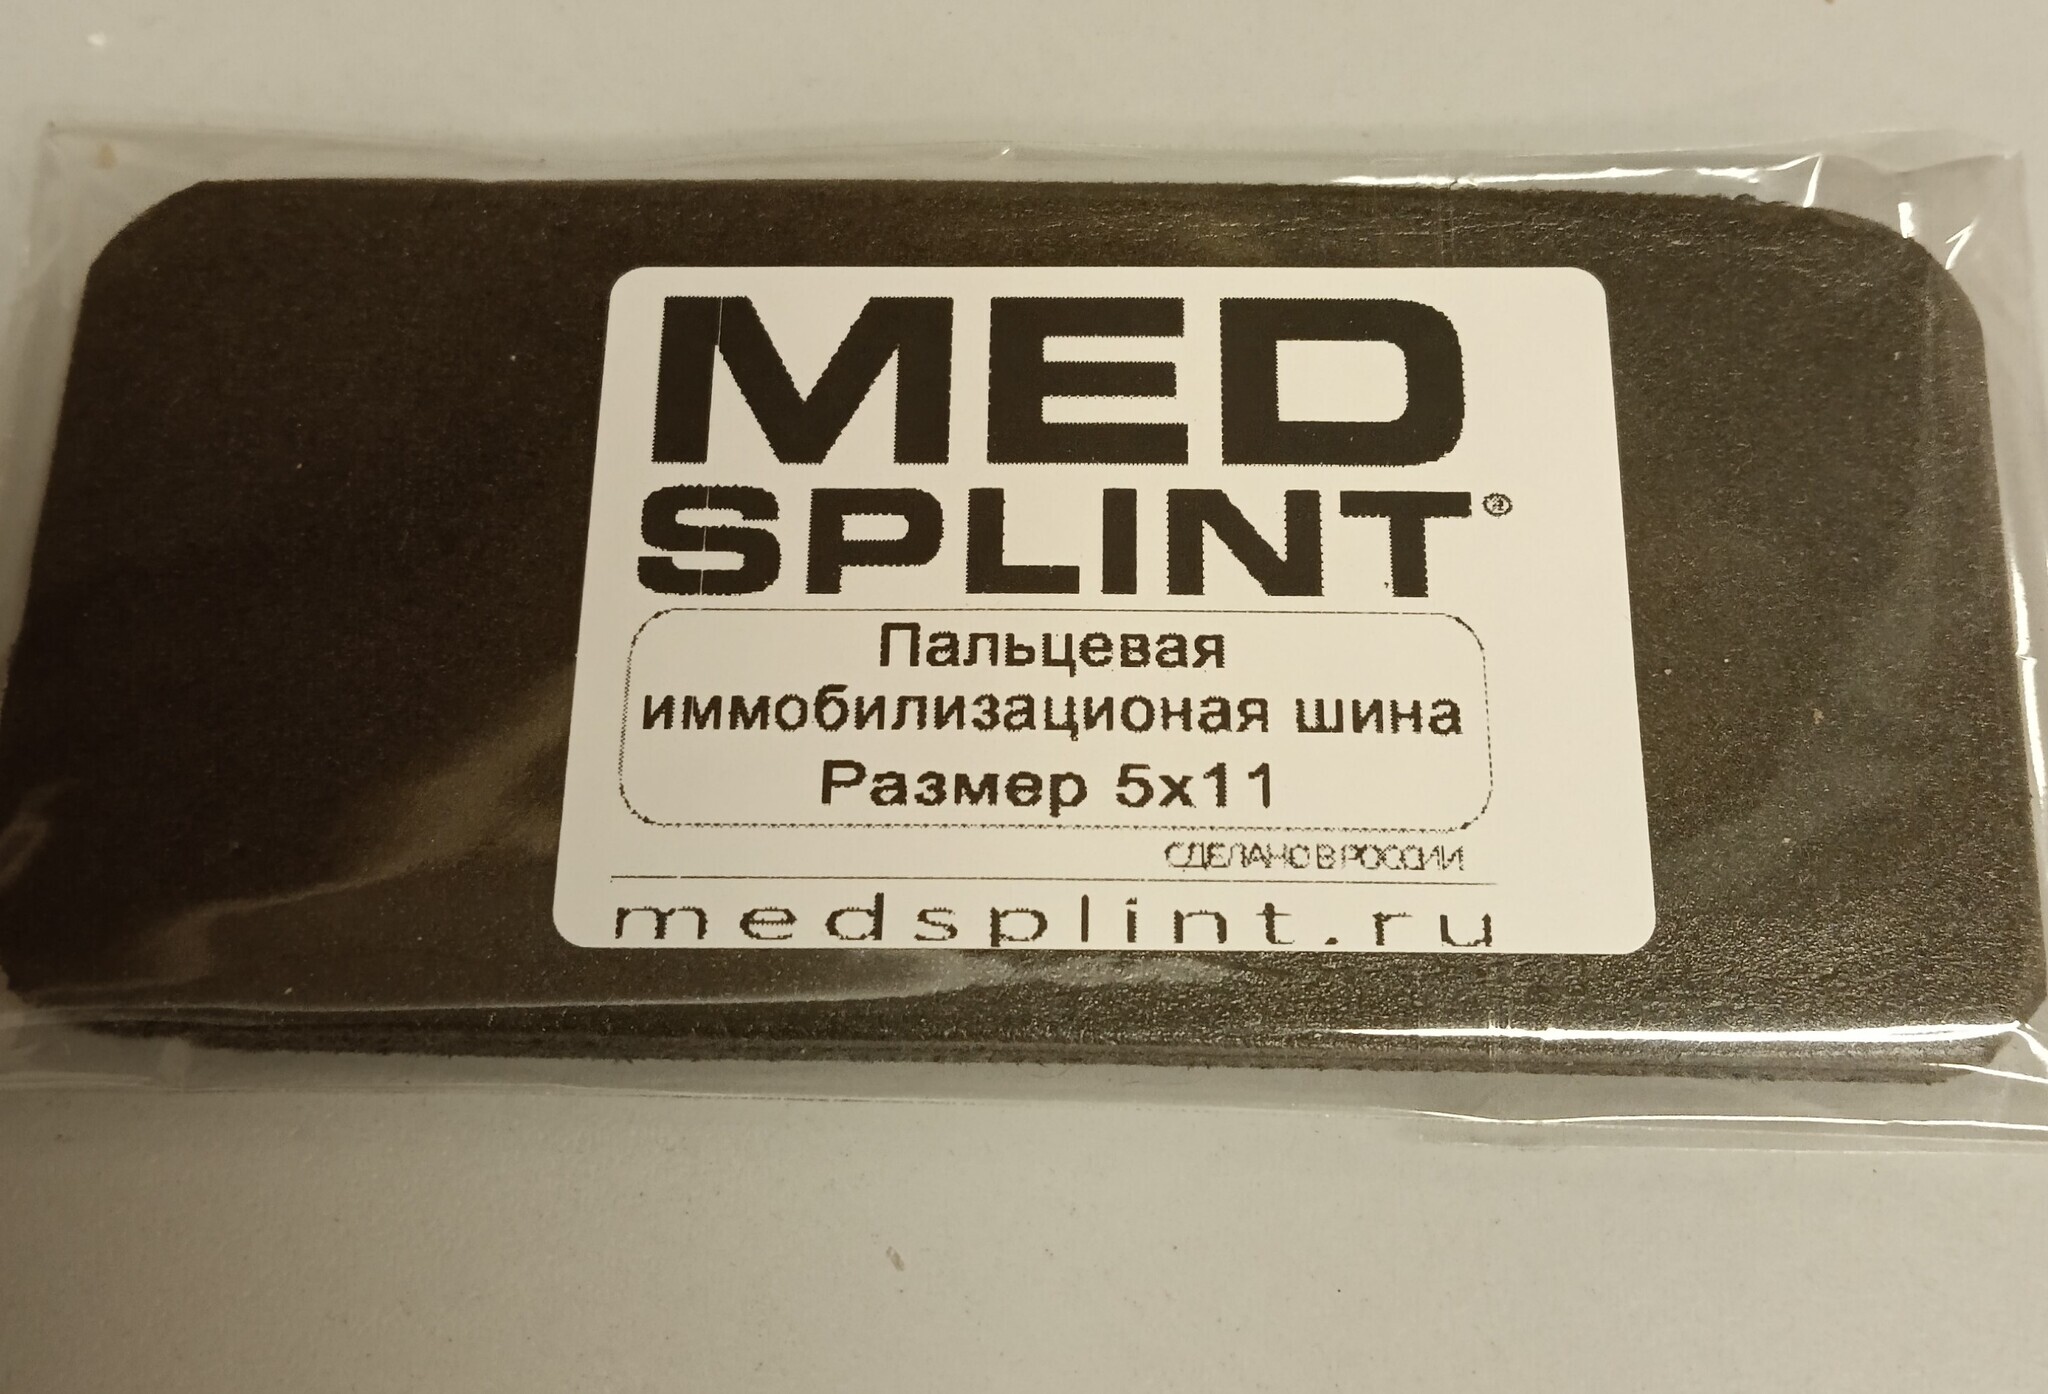 MED
SPLINT®
Пальцевая
иммобилизационая шина
Размер 5х11
СДЕЛАНО В РОССИИ
medsplint.ru